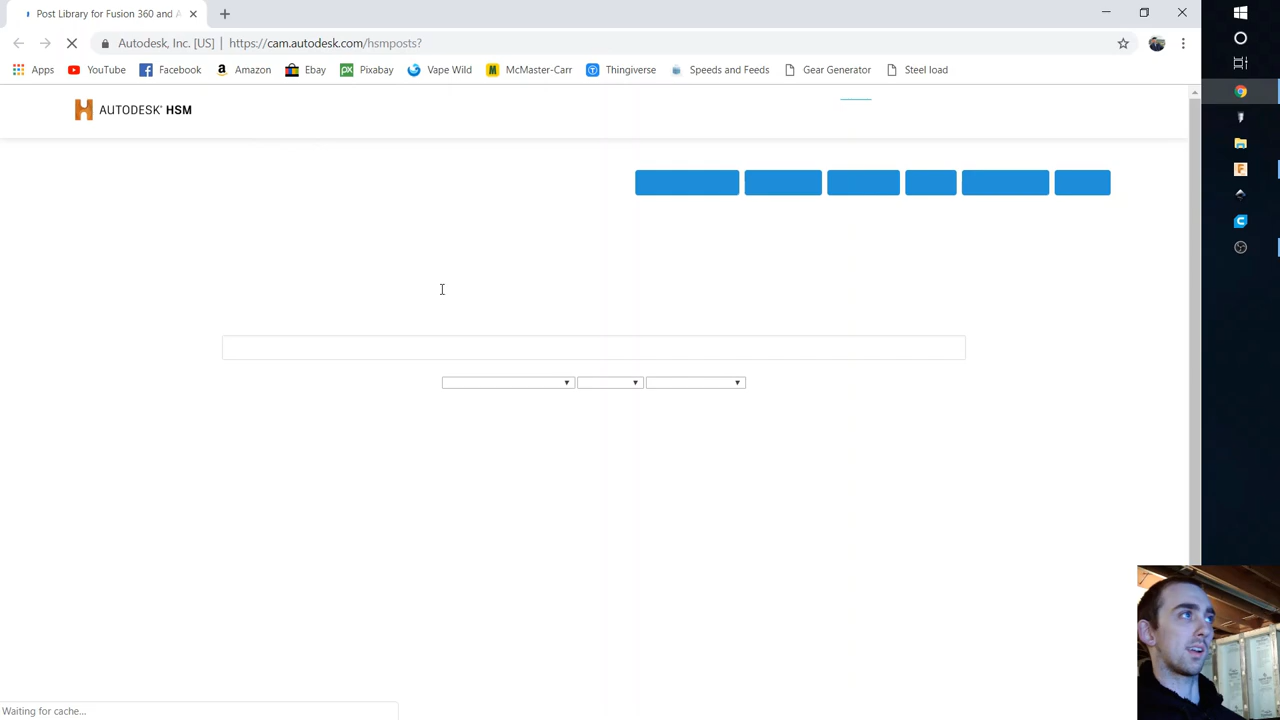 Post Library for Fusion 360 and A
Autodesk, Inc. [US] | https://cam.autodesk.com/hsmposts?
Apps YouTube Facebook Amazon Ebay Pixabay Vape Wild McMaster-Carr Thingiverse Speeds and Feeds Gear Generator Steel load
AUTODESK® HSM
Waiting for cache...